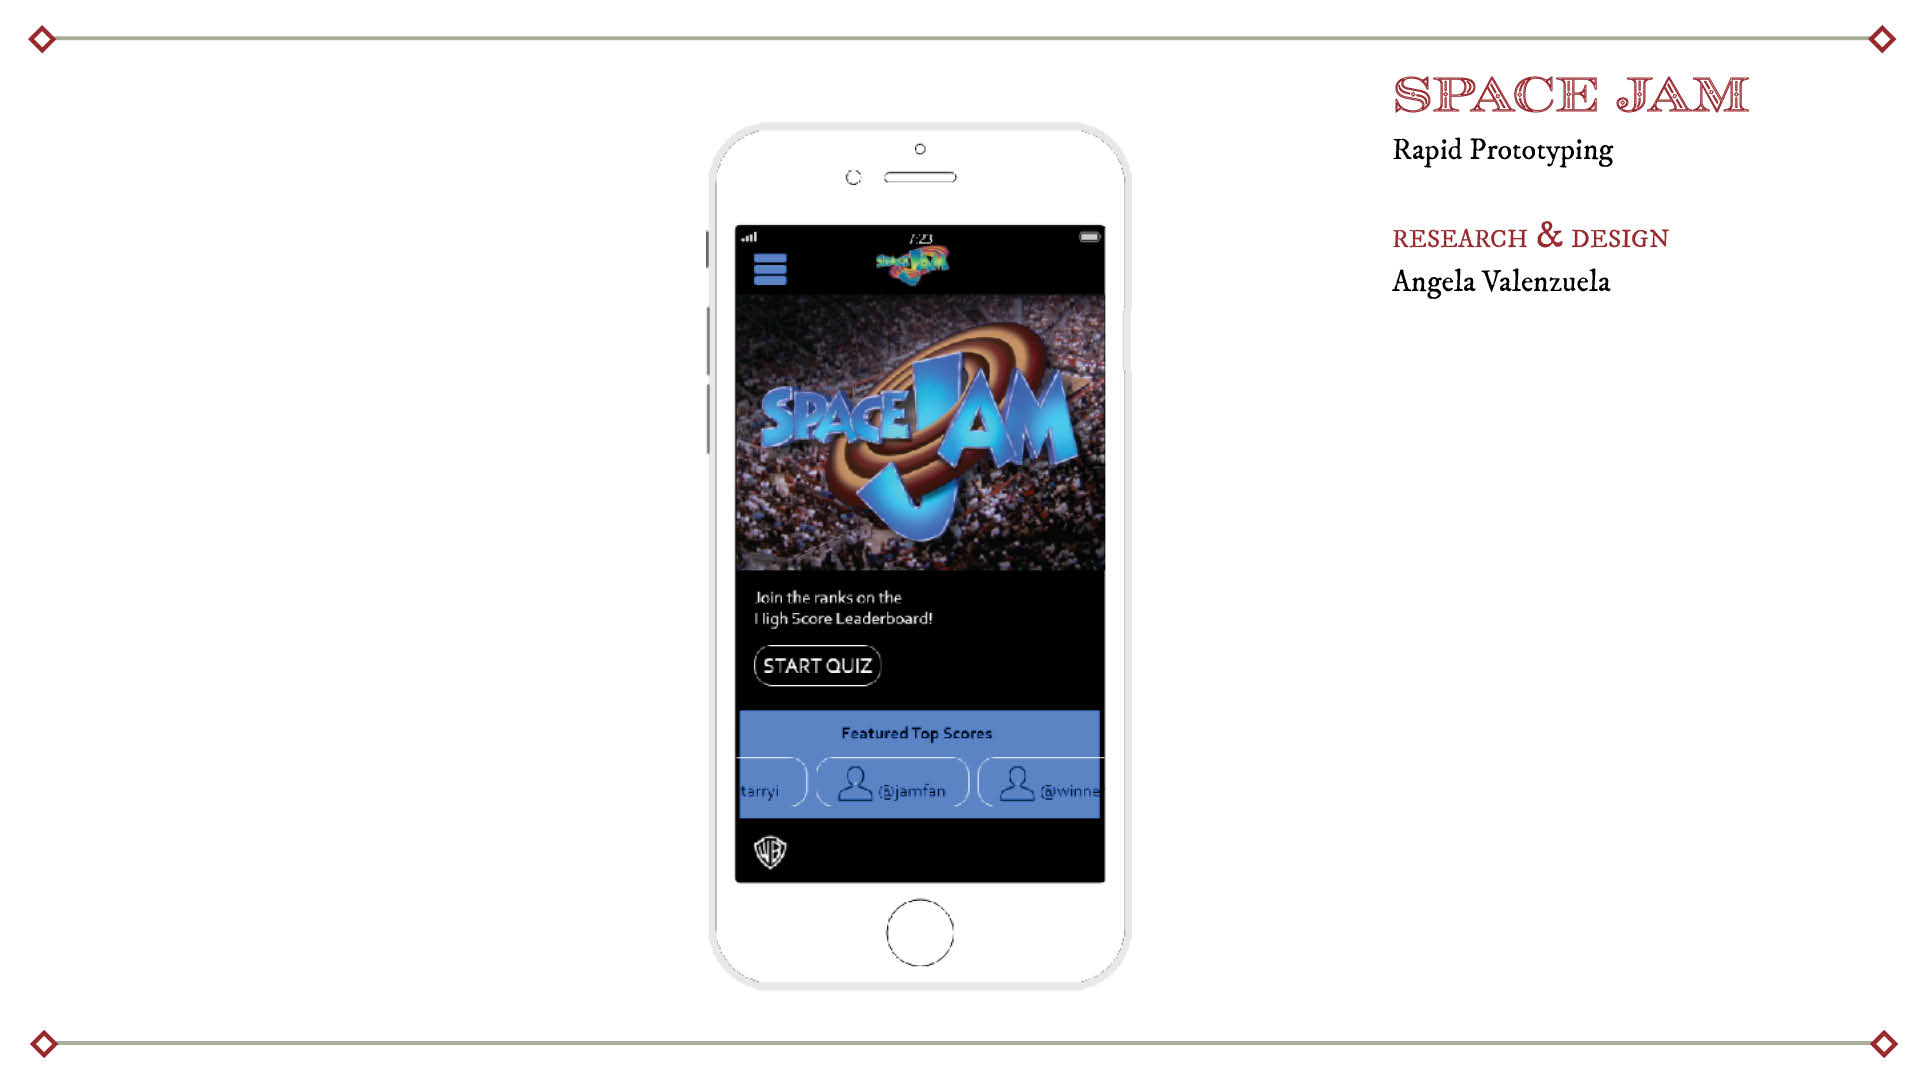 SPACE JAM
Rapid Prototyping
RESEARCH & DESIGN
Angela Valenzuela
7:23
SPACE JAM
SPACE JAM
Join the ranks on the
High Score Leaderboard!
START QUIZ
Featured Top Scores
tarryi
@jamfan
@winne
WB